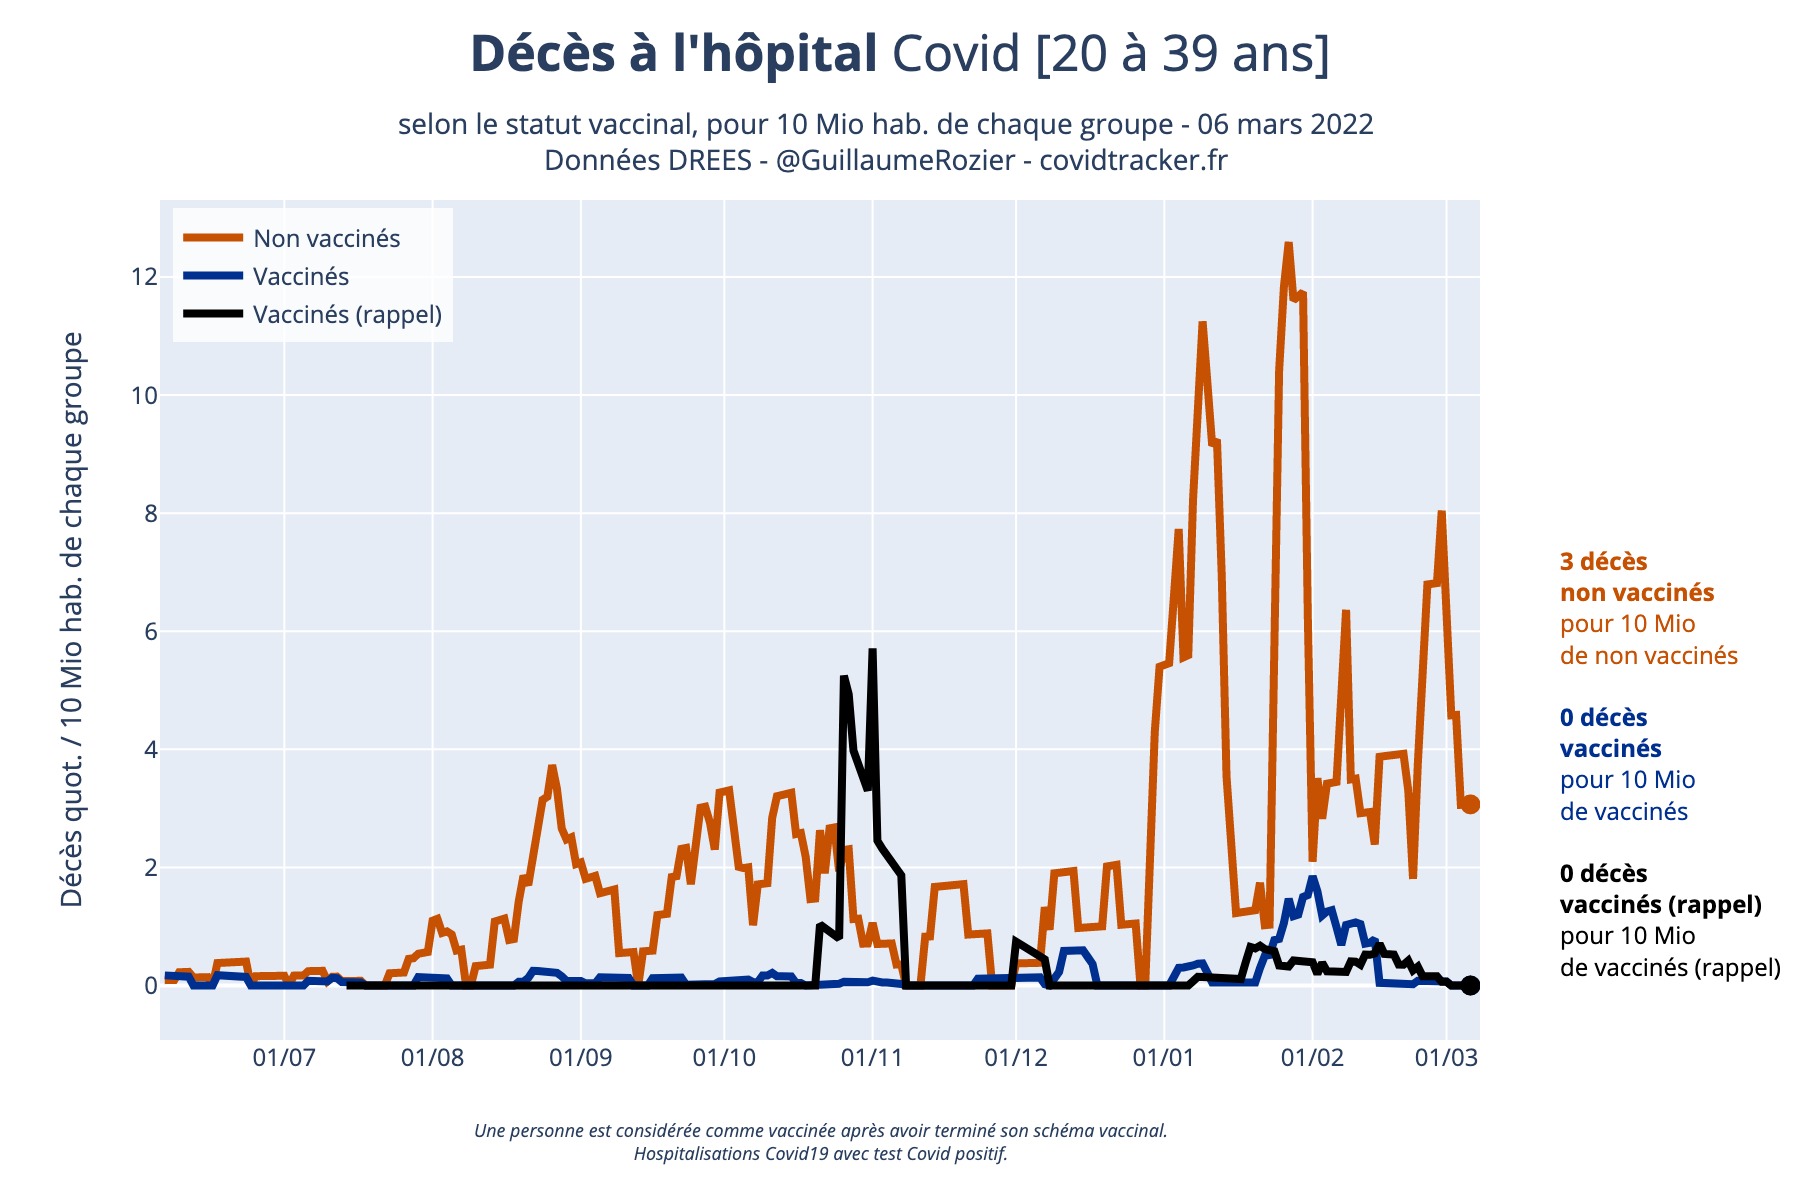 Décès à l'hôpital Covid [20 à 39 ans]
selon le statut vaccinal, pour 10 Mio hab. de chaque groupe - 06 mars 2022
Données DREES - @GuillaumeRozier - covidtracker.fr
Non vaccinés
Vaccinés
Vaccinés (rappel)
Décès quot. / 10 Mio hab. de chaque groupe
12
10
8
6
4
2
0
01/07
01/08
01/09
01/10
01/11
01/12
01/01
01/02
01/03
3 décès
non vaccinés
pour 10 Mio
de non vaccinés
0 décès
vaccinés
pour 10 Mio
de vaccinés
0 décès
vaccinés (rappel)
pour 10 Mio
de vaccinés (rappel)
Une personne est considérée comme vaccinée après avoir terminé son schéma vaccinal.
Hospitalisations Covid19 avec test Covid positif.